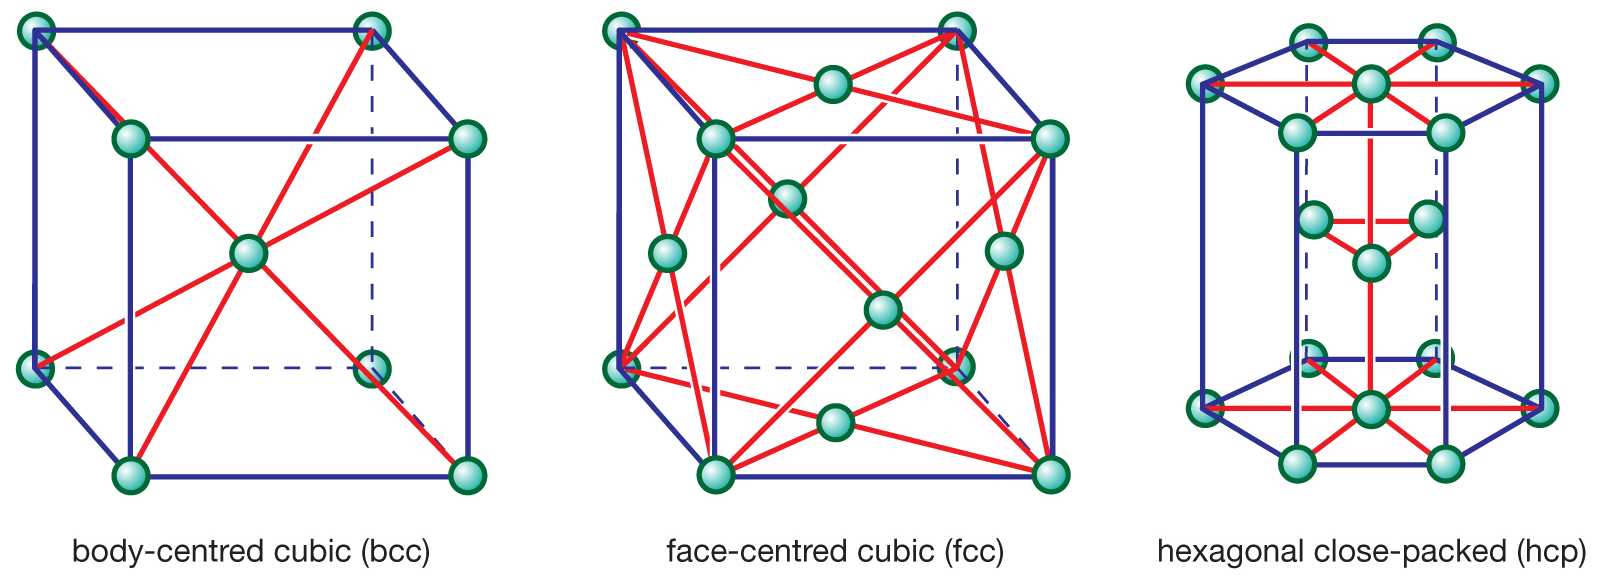 body-centred cubic (bcc)
face-centred cubic (fcc)
hexagonal close-packed (hcp)